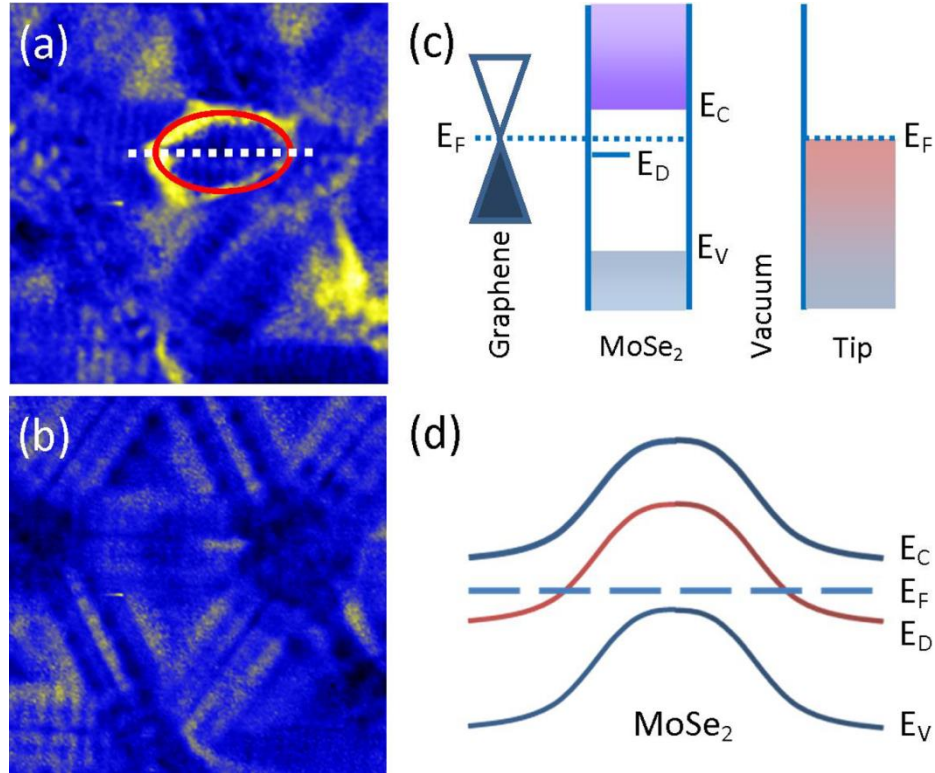 (a)
(c)
E_C
E_F
E_F
E_D
E_V
Graphene
MoSe₂
Vacuum
Tip
(b)
(d)
E_C
E_F
E_D
E_V
MoSe₂